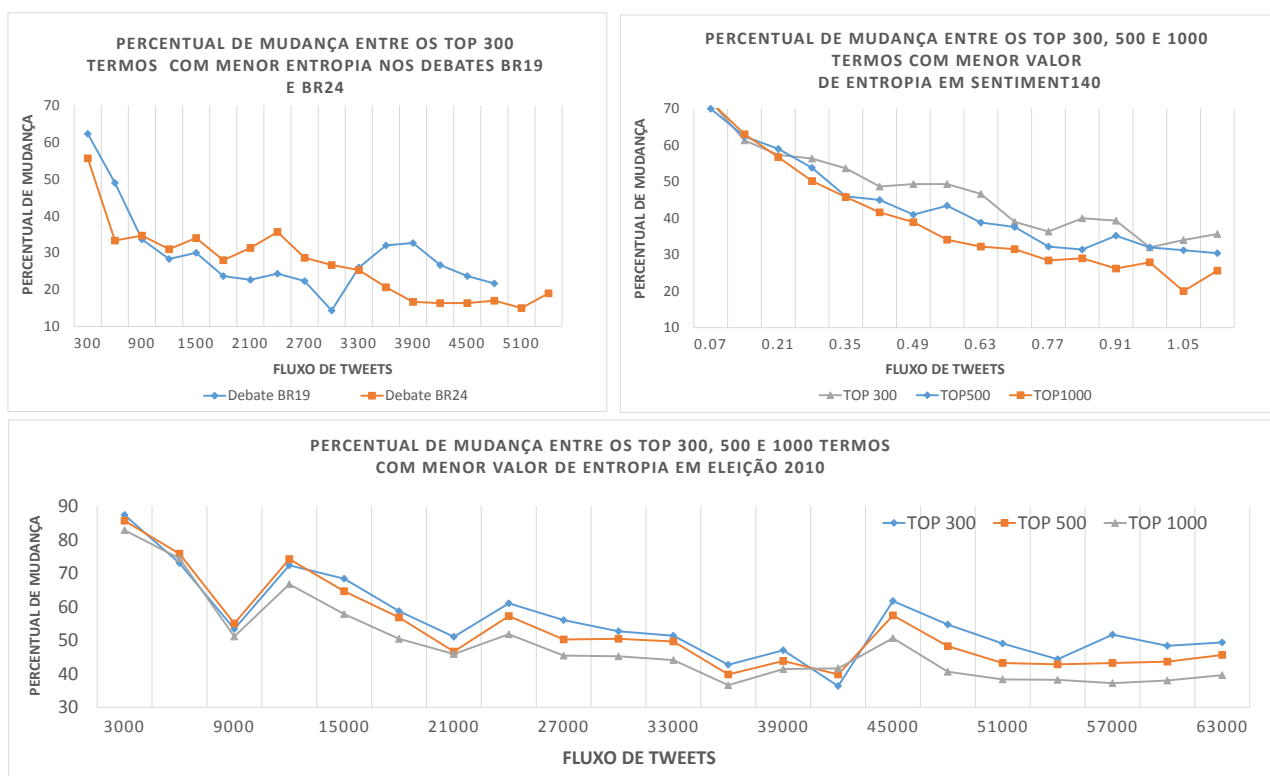 PERCENTUAL DE MUDANÇA ENTRE OS TOP 300
TERMOS COM MENOR ENTROPIA NOS DEBATES BR19
E BR24
PERCENTUAL DE MUDANÇA
70
60
50
40
30
20
10
300 900 1500 2100 2700 3300 3900 4500 5100
FLUXO DE TWEETS
Debate BR19 Debate BR24
PERCENTUAL DE MUDANÇA ENTRE OS TOP 300, 500 E 1000
TERMOS COM MENOR VALOR
DE ENTROPIA EM SENTIMENT140
PERCENTUAL DE MUDANÇA
70
60
50
40
30
20
10
0.07 0.21 0.35 0.49 0.63 0.77 0.91 1.05
FLUXO DE TWEETS
TOP 300 TOP500 TOP1000
PERCENTUAL DE MUDANÇA ENTRE OS TOP 300, 500 E 1000 TERMOS
COM MENOR VALOR DE ENTROPIA EM ELEIÇÃO 2010
PERCENTUAL DE MUDANÇA
90
80
70
60
50
40
30
TOP 300 TOP 500 TOP 1000
3000 9000 15000 21000 27000 33000 39000 45000 51000 57000 63000
FLUXO DE TWEETS